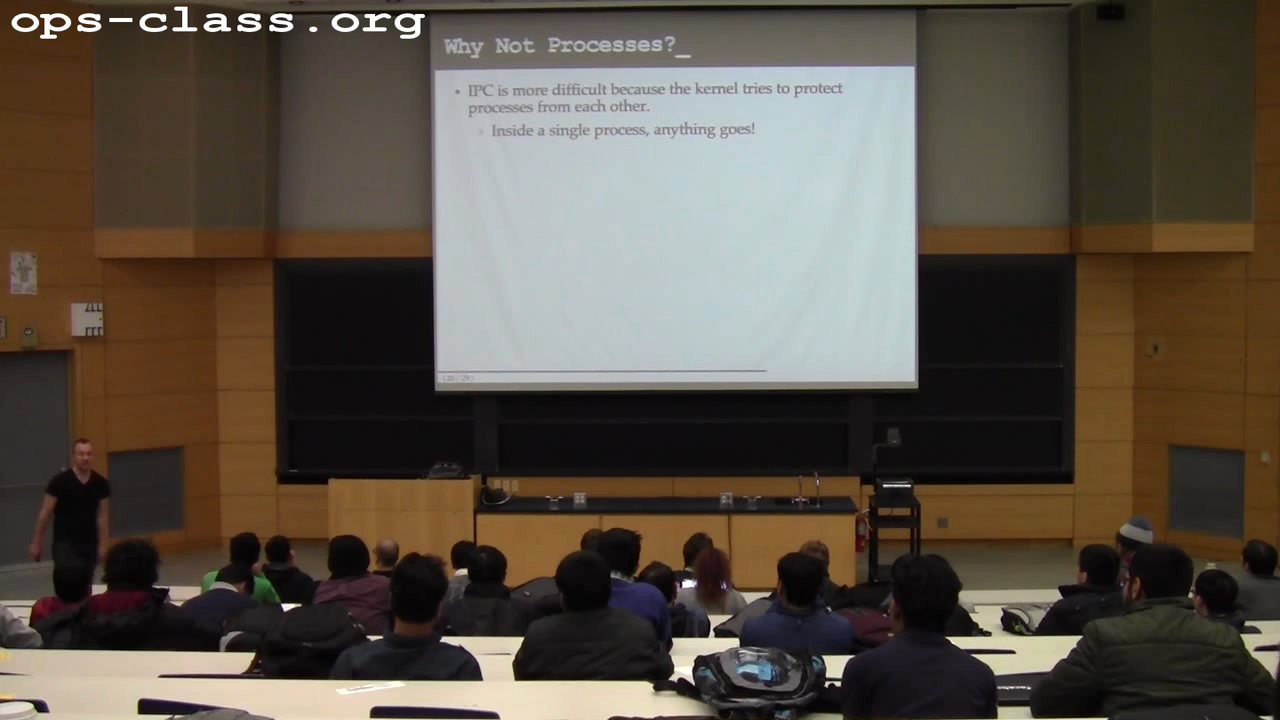 ops-class.org
Why Not Processes?_
• IPC is more difficult because the kernel tries to protect
processes from each other.
○ Inside a single process, anything goes!